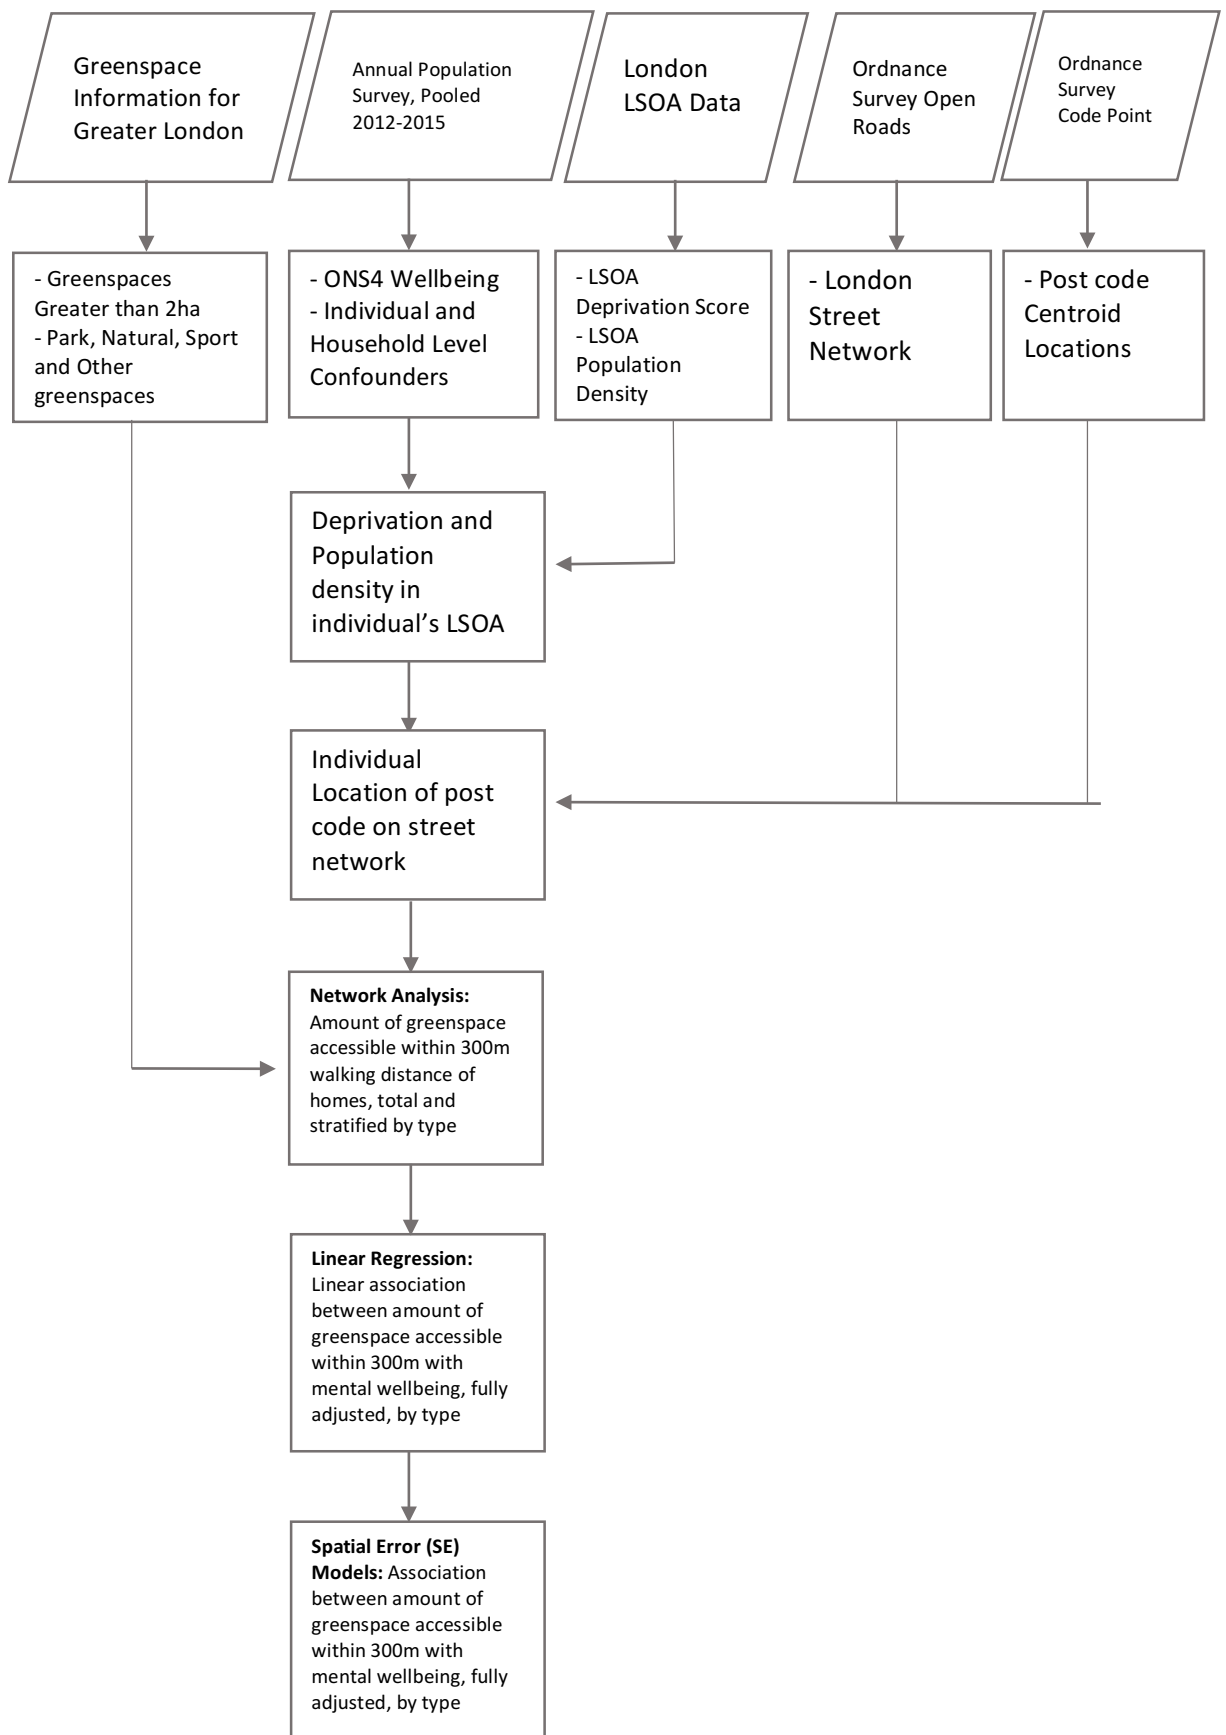 Greenspace
Information for
Greater London
Annual Population
Survey, Pooled
2012-2015
London
LSOA Data
Ordnance
Survey Open
Roads
Ordnance
Survey
Code Point
- Greenspaces
Greater than 2ha
- Park, Natural, Sport
and Other
greenspaces
- ONS4 Wellbeing
- Individual and
Household Level
Confounders
- LSOA
Deprivation Score
- LSOA
Population
Density
- London
Street
Network
- Post code
Centroid
Locations
Deprivation and
Population
density in
individual’s LSOA
Individual
Location of post
code on street
network
Network Analysis:
Amount of greenspace
accessible within 300m
walking distance of
homes, total and
stratified by type
Linear Regression:
Linear association
between amount of
greenspace accessible
within 300m with
mental wellbeing, fully
adjusted, by type
Spatial Error (SE)
Models: Association
between amount of
greenspace accessible
within 300m with
mental wellbeing, fully
adjusted, by type